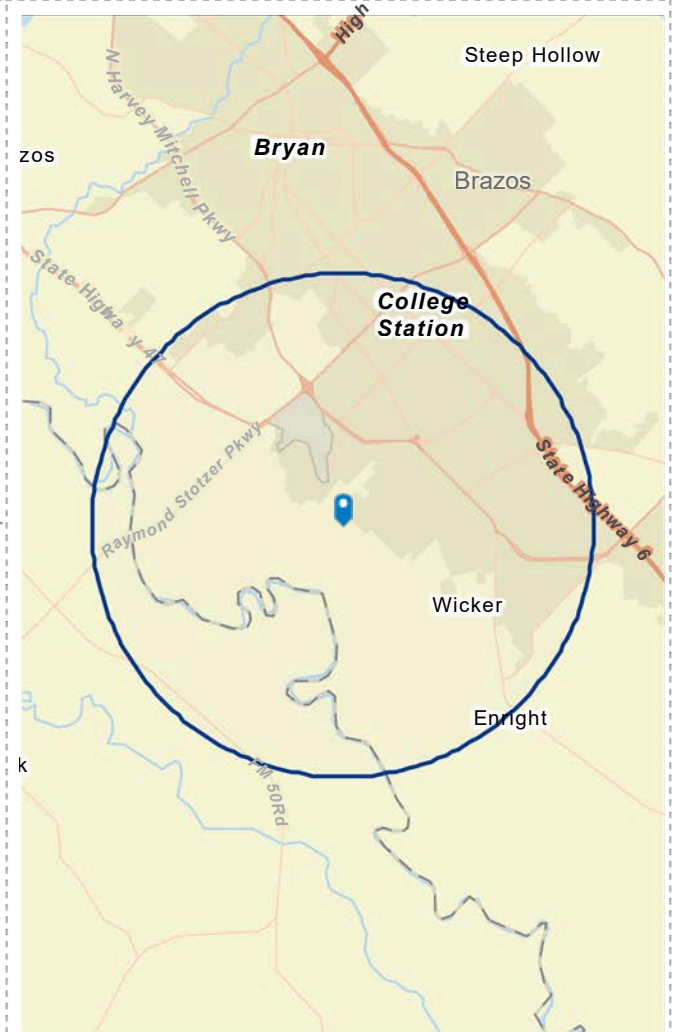 High
Steep Hollow
N Harvey Mitchell Pkwy
Bryan
zos
Brazos
State Highway 47
College
Station
Raymond Stotzer Pkwy
State Highway 6
Wicker
Enright
k
FM 50Rd